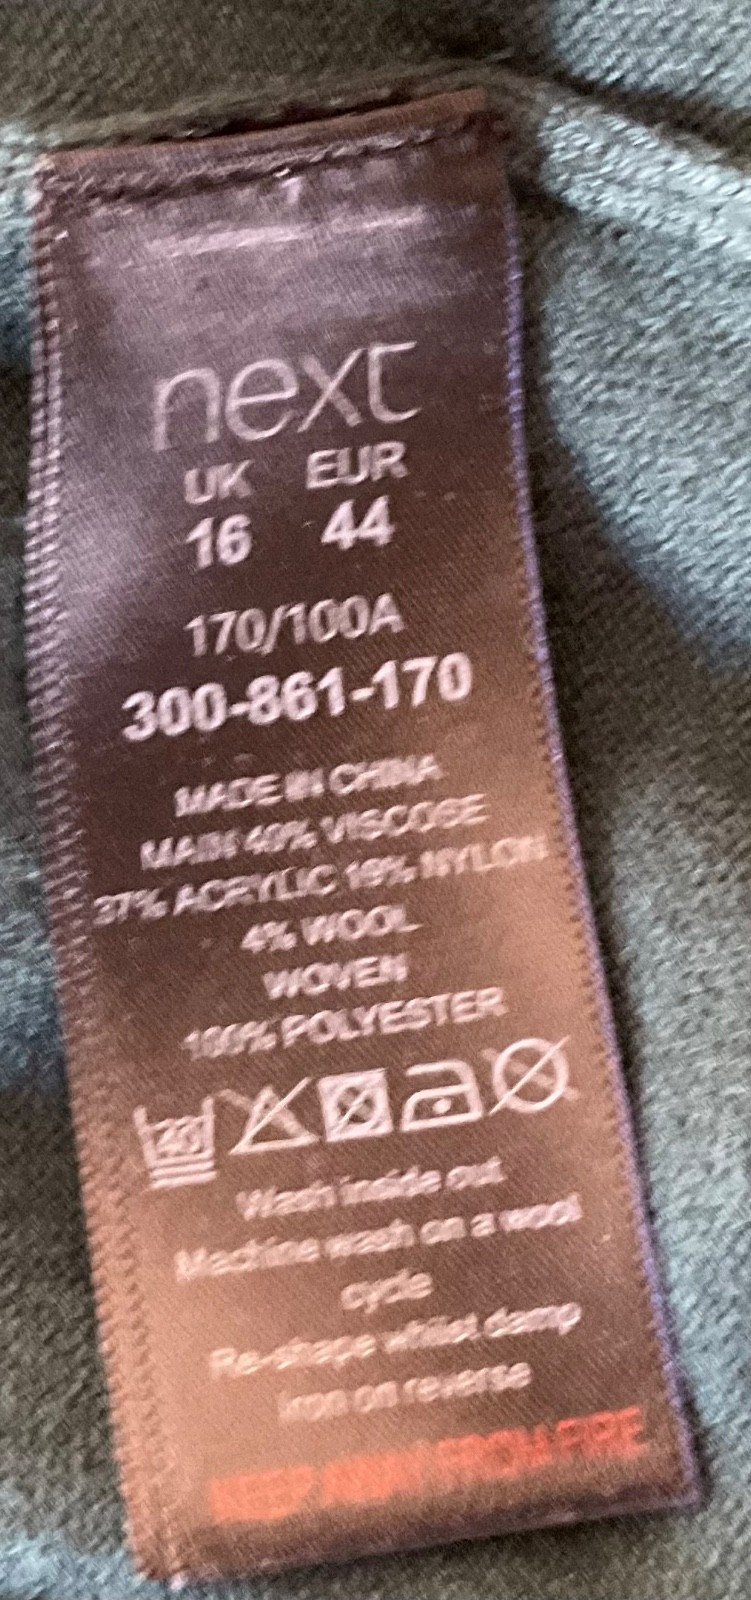 next
UK EUR
16 44
170/100A
300-861-170
MADE IN CHINA
MAIN 40% VISCOSE
37% ACRYLIC 19% NYLON
4% WOOL
WOVEN
100% POLYESTER
40
Wash inside out
Machine wash on a wool
cycle
Re-shape whilst damp
Iron on reverse
KEEP AWAY FROM FIRE